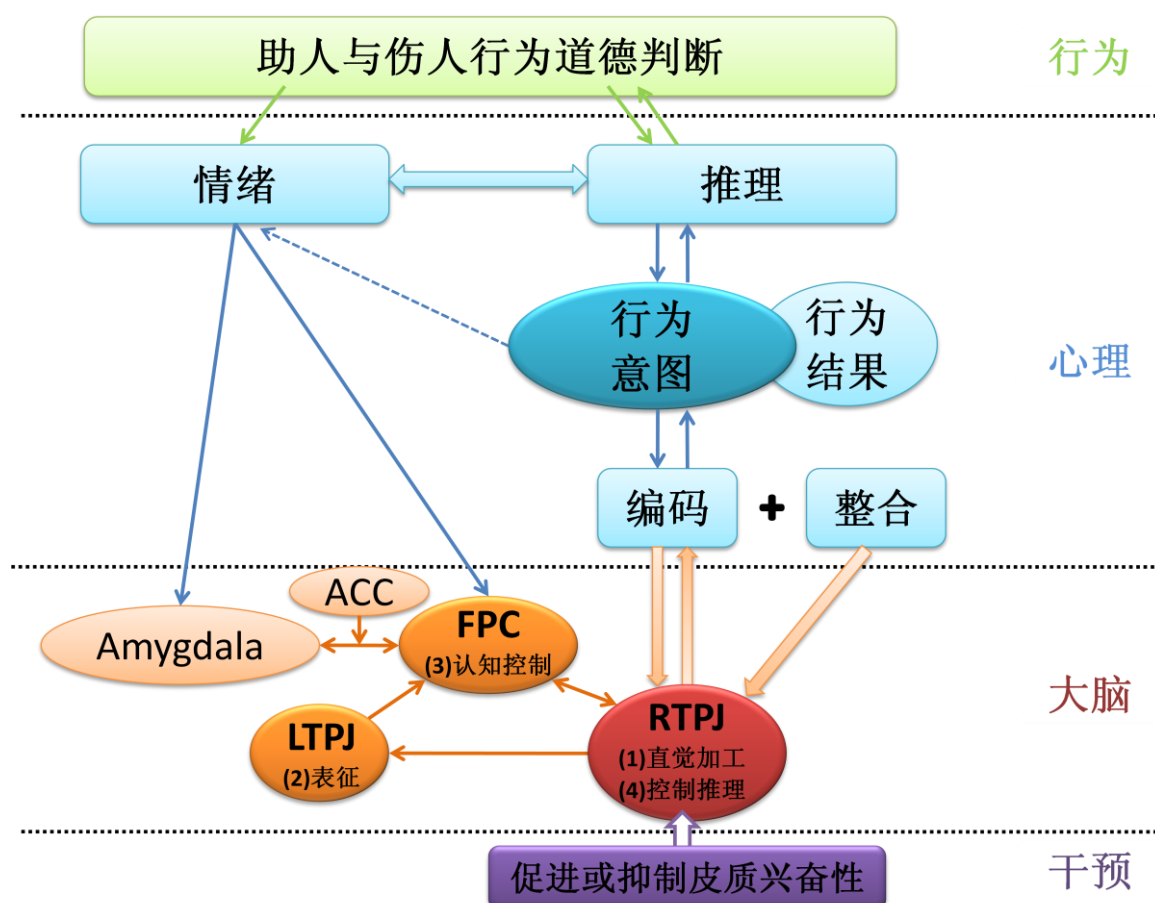 助人与伤人行为道德判断
行为
情绪
推理
行为
意图
行为
结果
心理
编码
+
整合
ACC
Amygdala
FPC
(3)认知控制
大脑
LTPJ
(2)表征
RTPJ
(1)直觉加工
(4)控制推理
促进或抑制皮质兴奋性
干预